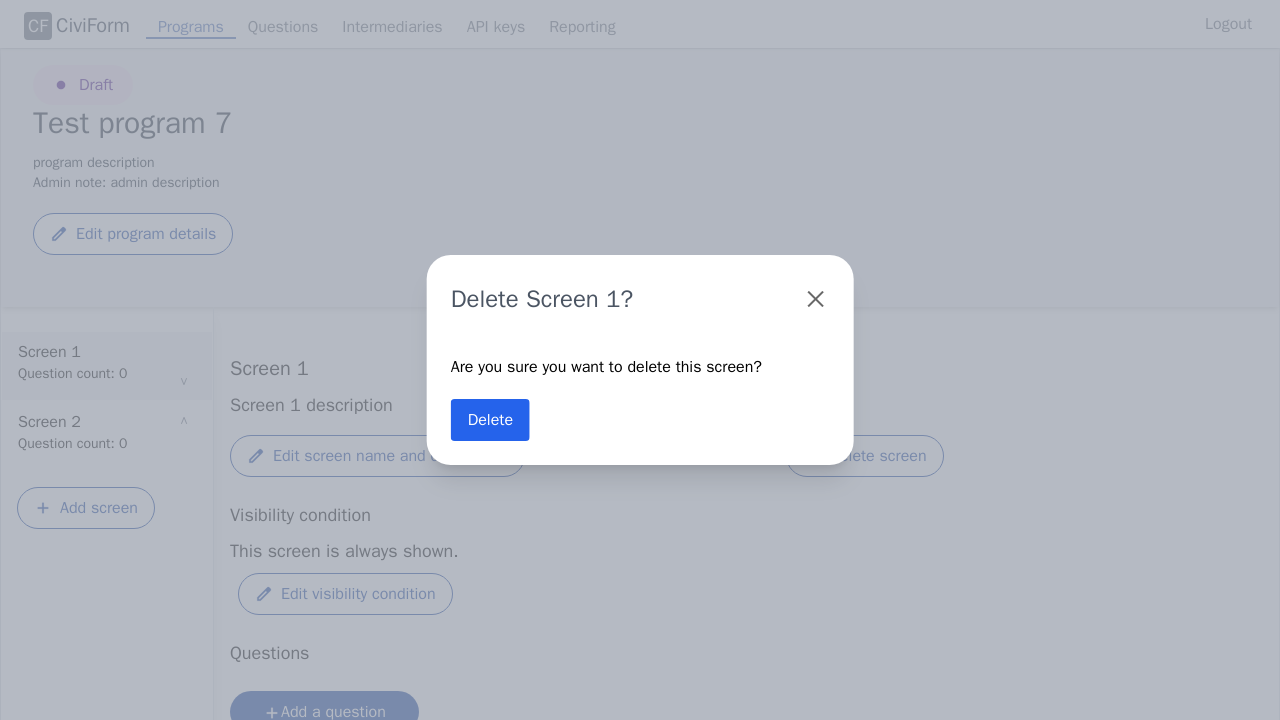 CF CiviForm Programs Questions Intermediaries API keys Reporting Logout
Draft
Test program 7
program description
Admin note: admin description
Edit program details
Delete Screen 1?
Are you sure you want to delete this screen?
Delete
Screen 1
Question count: 0
Screen 2
Question count: 0
Add screen
Screen 1
Screen 1 description
Edit screen name and
screen
Visibility condition
This screen is always shown.
Edit visibility condition
Questions
+Add a question